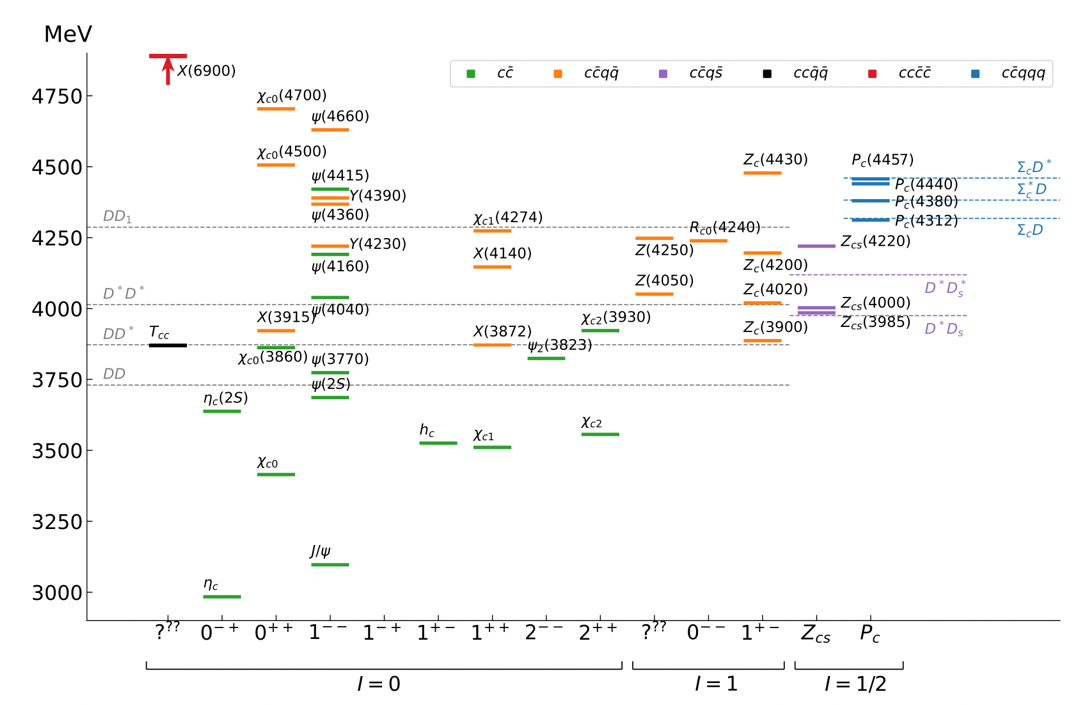 MeV
X(6900)
cc̄
cc̄qq̄
cc̄qs̄
ccq̄q̄
ccc̄c̄
cc̄qqq
4750
χc0(4700)
ψ(4660)
4500
χc0(4500)
Zc(4430)
Pc(4457)
ΣcD*
ψ(4415)
Y(4390)
Pc(4440)
Σc*D
Pc(4380)
ψ(4360)
DD1
χc1(4274)
Rc0(4240)
Pc(4312)
ΣcD
4250
Y(4230)
Z(4250)
Zcs(4220)
ψ(4160)
X(4140)
Zc(4200)
Z(4050)
Zc(4020)
D*Ds*
D*D*
4000
ψ(4040)
Zcs(4000)
X(3915)
χc2(3930)
Zcs(3985)
D*Ds
DD*
Tcc
X(3872)
Zc(3900)
ψ2(3823)
χc0(3860)
ψ(3770)
3750
DD
ψ(2S)
ηc(2S)
3500
hc
χc1
χc2
χc0
3250
J/ψ
3000
ηc
???
0−+
0++
1−−
1−+
1+−
1++
2−−
2++
???
0−−
1+−
Zcs
Pc
I = 0
I = 1
I = 1/2